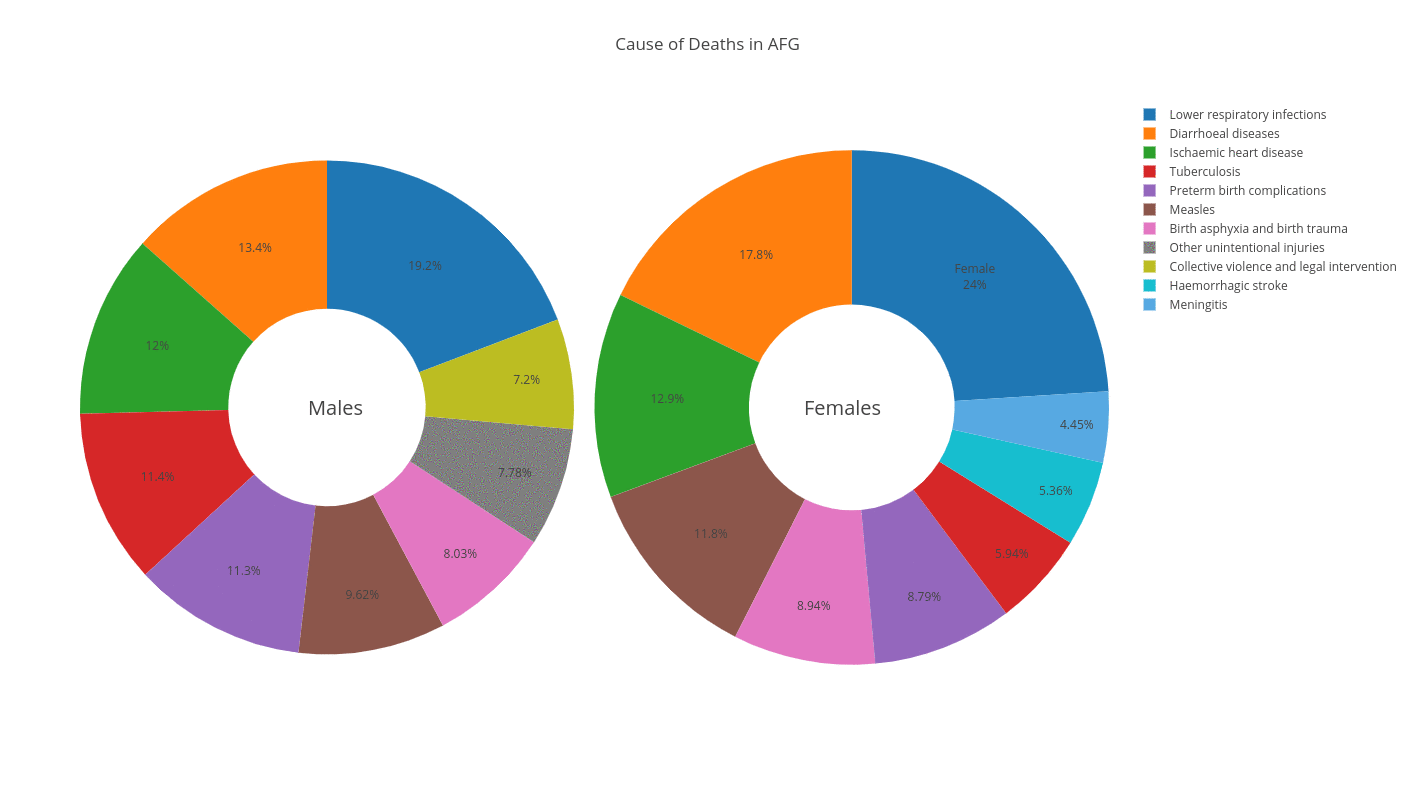 Cause of Deaths in AFG
Lower respiratory infections
Diarrhoeal diseases
Ischaemic heart disease
Tuberculosis
Preterm birth complications
Measles
Birth asphyxia and birth trauma
Other unintentional injuries
Collective violence and legal intervention
Haemorrhagic stroke
Meningitis
Males
19.2%
13.4%
12%
11.4%
11.3%
9.62%
8.03%
7.78%
7.2%
Females
Female
24%
17.8%
12.9%
11.8%
8.94%
8.79%
5.94%
5.36%
4.45%